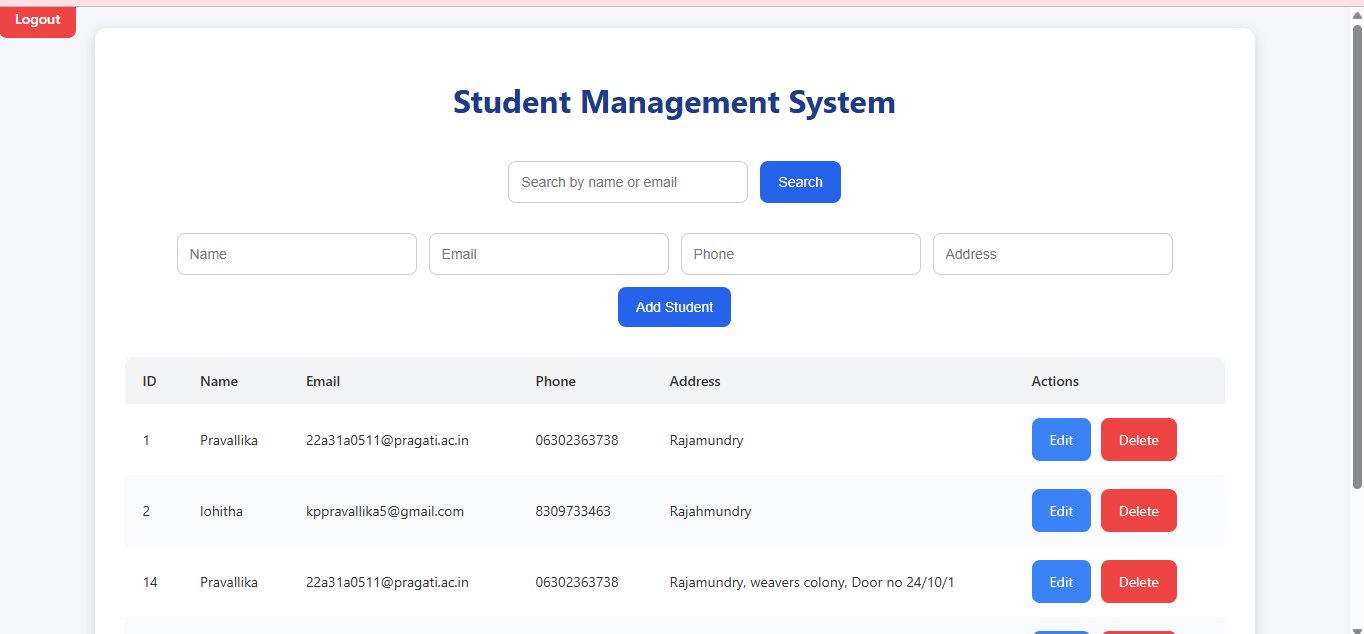 Logout
Student Management System
Search by name or email Search
Name Email Phone Address
Add Student
ID Name Email Phone Address Actions
1 Pravallika 22a31a0511@pragati.ac.in 06302363738 Rajamundry Edit Delete
2 lohitha kppravallika5@gmail.com 8309733463 Rajahmundry Edit Delete
14 Pravallika 22a31a0511@pragati.ac.in 06302363738 Rajamundry, weavers colony, Door no 24/10/1 Edit Delete